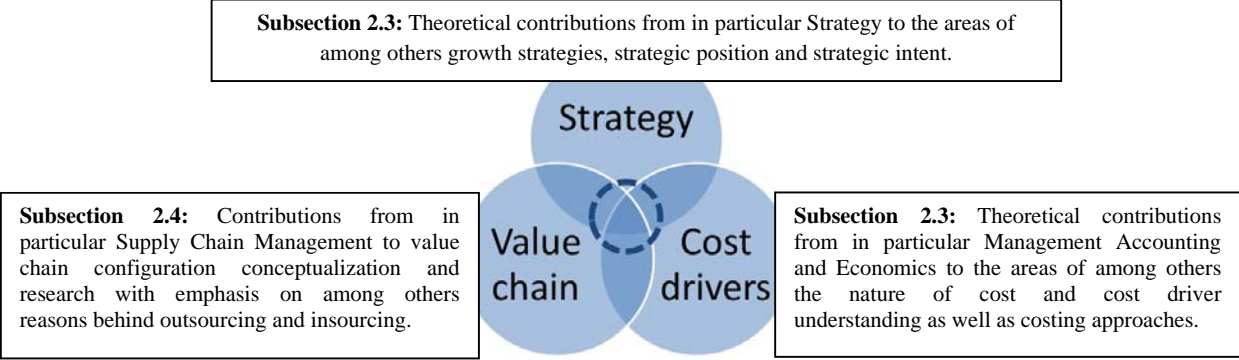 Subsection 2.3: Theoretical contributions from in particular Strategy to the areas of
among others growth strategies, strategic position and strategic intent.
Strategy
Subsection 2.4: Contributions from in
particular Supply Chain Management to value
chain configuration conceptualization and
research with emphasis on among others
reasons behind outsourcing and insourcing.
Value
chain
Cost
drivers
Subsection 2.3: Theoretical contributions
from in particular Management Accounting
and Economics to the areas of among others
the nature of cost and cost driver
understanding as well as costing approaches.